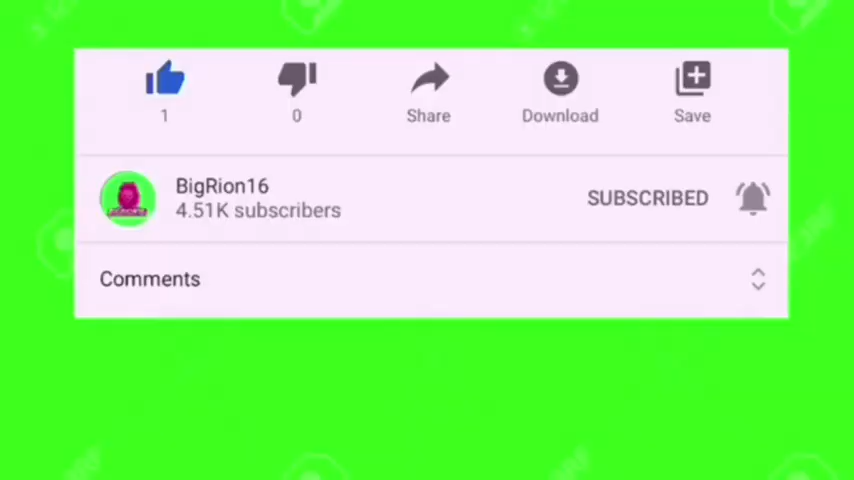 1
0
Share
Download
Save
BigRion16
4.51K subscribers
SUBSCRIBED
Comments